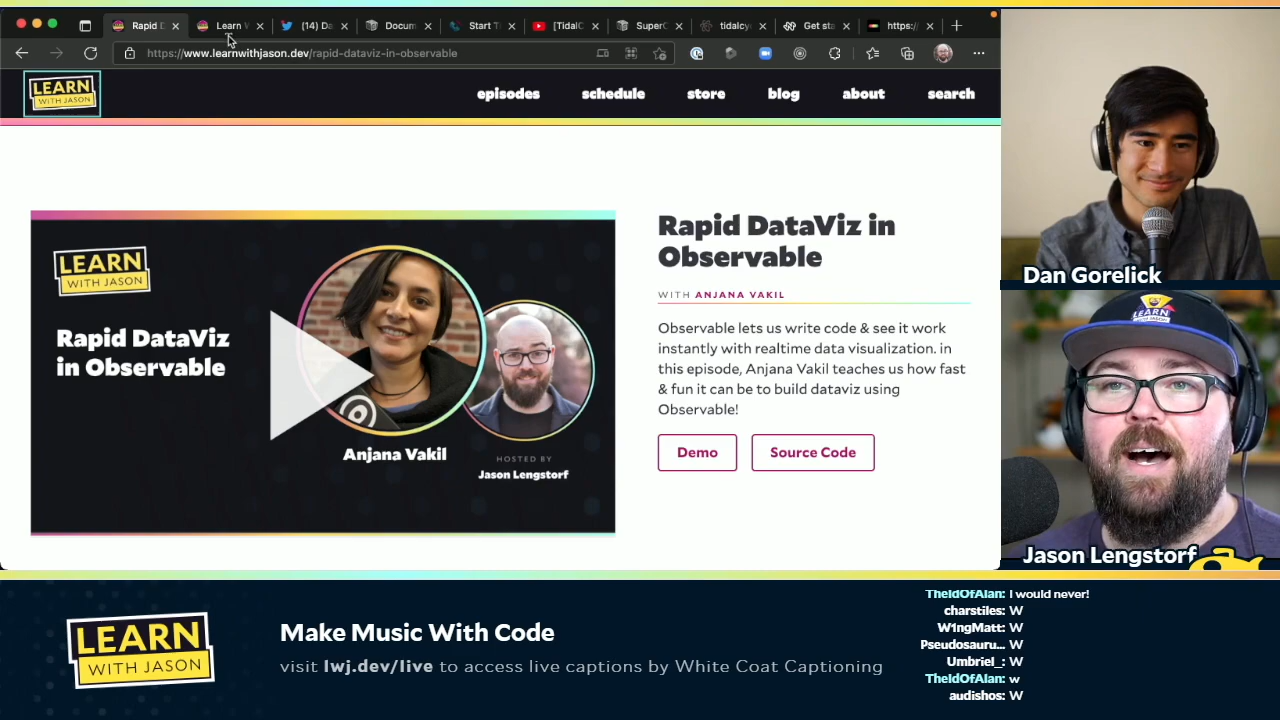 Rapid D
Learn W
(14) Da
Docum
Start Ti
[TidalC
SuperC
tidalcy
Get sta
https:/
https://www.learnwithjason.dev/rapid-dataviz-in-observable
LEARN
WITH JASON
episodes
schedule
store
blog
about
search
LEARN
WITH JASON
Rapid DataViz
in Observable
Anjana Vakil
HOSTED BY
Jason Lengstorf
Rapid DataViz in
Observable
WITH ANJANA VAKIL
Observable lets us write code & see it work
instantly with realtime data visualization. in
this episode, Anjana Vakil teaches us how fast
& fun it can be to build dataviz using
Observable!
Demo
Source Code
Dan Gorelick
LEARN
Jason Lengstorf
LEARN
WITH JASON
Make Music With Code
visit lwj.dev/live to access live captions by White Coat Captioning
TheIdOfAlan: I would never!
charstiles: W
W1ngMatt: W
Pseudosauru...: W
Umbriel_: W
TheIdOfAlan: w
audishos: W